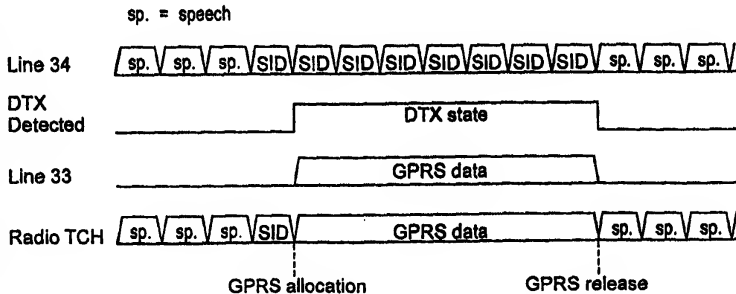 sp. = speech
Line 34 sp. sp. sp. SID SID SID SID SID SID SID SID sp. sp. sp.
DTX Detected DTX state
Line 33 GPRS data
Radio TCH sp. sp. sp. SID GPRS data sp. sp. sp.
GPRS allocation GPRS release